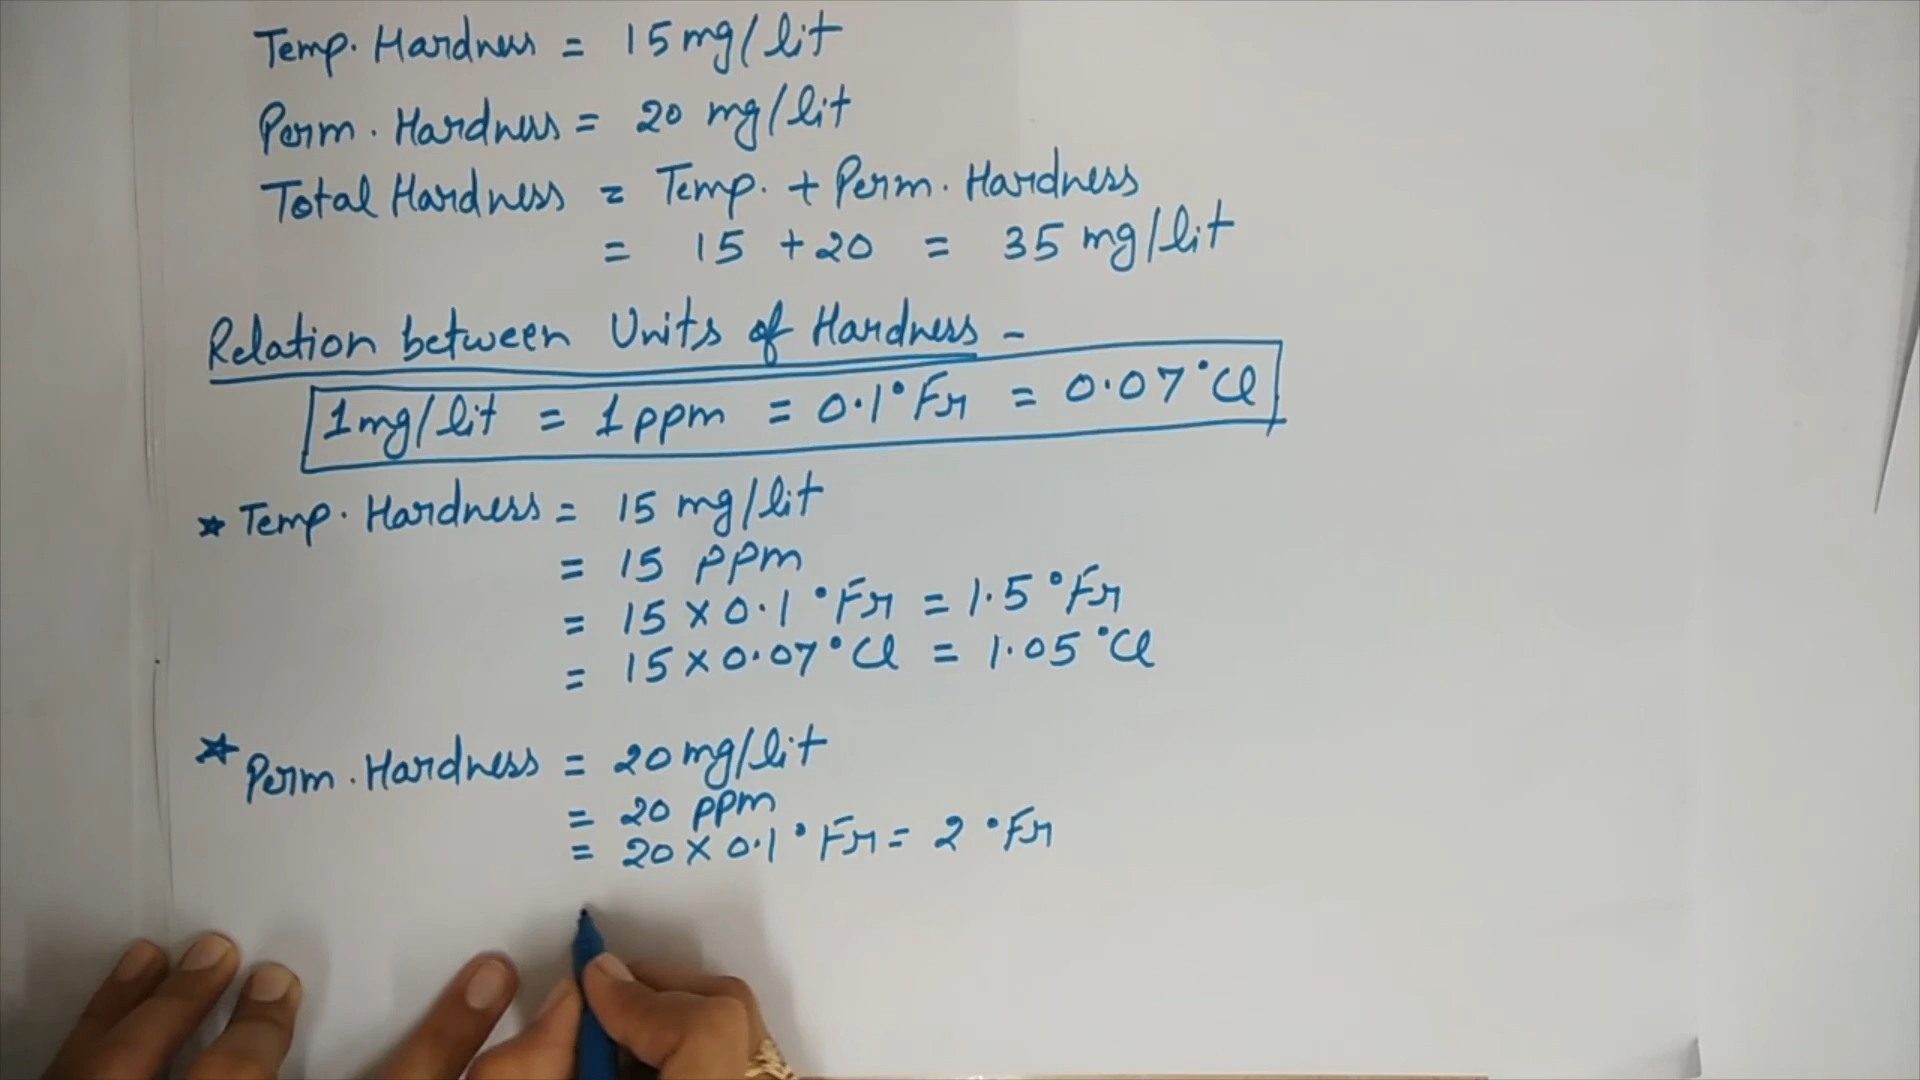 Temp. Hardness = 15 mg/lit
Perm. Hardness = 20 mg/lit
Total Hardness = Temp. + Perm. Hardness
= 15 + 20 = 35 mg/lit
Relation between Units of Hardness -
1 mg/lit = 1 ppm = 0.1°Fr = 0.07°Cl
* Temp. Hardness = 15 mg/lit
= 15 ppm
= 15 × 0.1 °Fr = 1.5 °Fr
= 15 × 0.07 °Cl = 1.05 °Cl
* Perm. Hardness = 20 mg/lit
= 20 ppm
= 20 × 0.1 °Fr = 2 °Fr